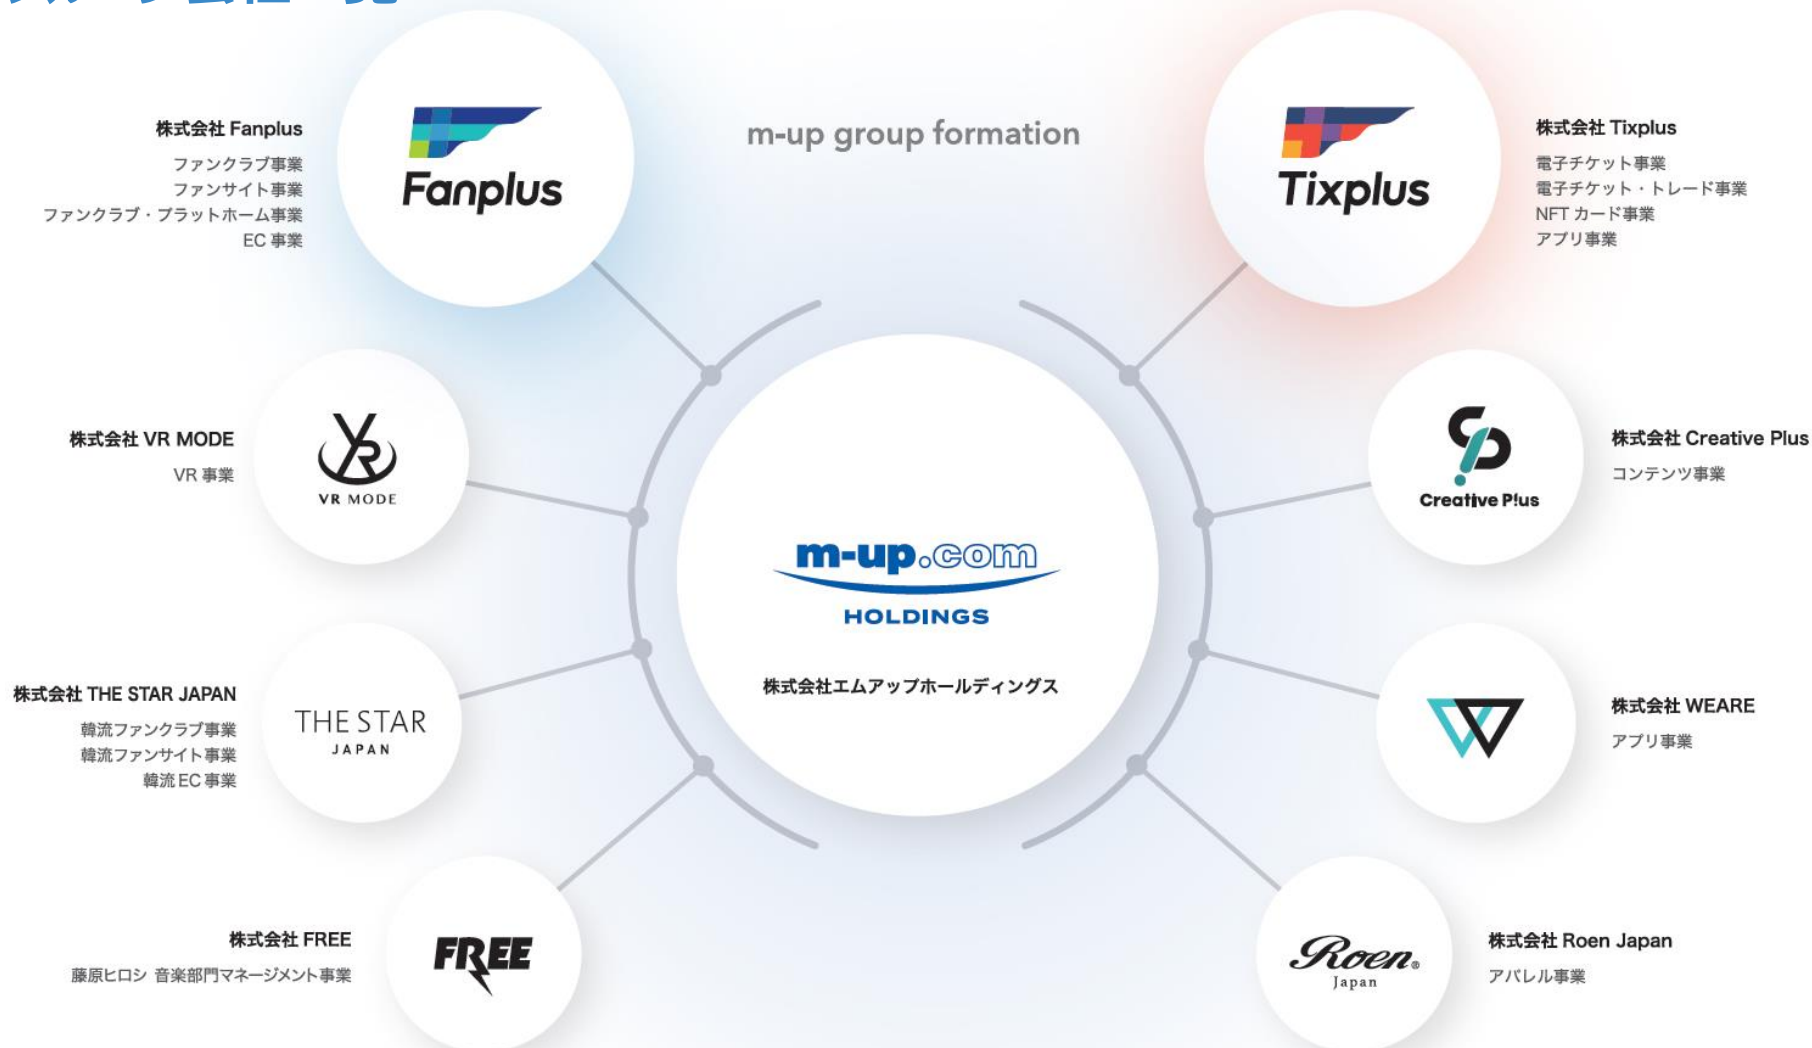 m-up group formation
株式会社 Fanplus
ファンクラブ事業
ファンサイト事業
ファンクラブ・プラットホーム事業
EC 事業
Fanplus
Tixplus
株式会社 Tixplus
電子チケット事業
電子チケット・トレード事業
NFT カード事業
アプリ事業
株式会社 VR MODE
VR 事業
VR
VR MODE
Creative Plus
株式会社 Creative Plus
コンテンツ事業
m-up.com
HOLDINGS
株式会社エムアップホールディングス
株式会社 THE STAR JAPAN
韓流ファンクラブ事業
韓流ファンサイト事業
韓流 EC 事業
THE STAR
JAPAN
株式会社 WEARE
アプリ事業
株式会社 FREE
藤原ヒロシ 音楽部門マネージメント事業
FREE
Roen®
Japan
株式会社 Roen Japan
アパレル事業